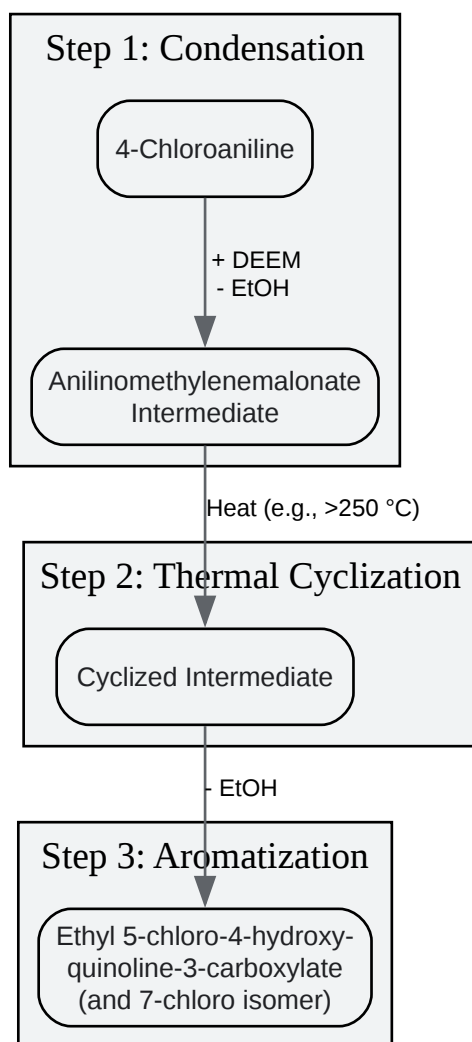 Step 1: Condensation
4-Chloroaniline
+ DEEM
- EtOH
Anilinomethylenemalonate
Intermediate
Heat (e.g., >250 °C)
Step 2: Thermal Cyclization
Cyclized Intermediate
- EtOH
Step 3: Aromatization
Ethyl 5-chloro-4-hydroxy-
quinoline-3-carboxylate
(and 7-chloro isomer)